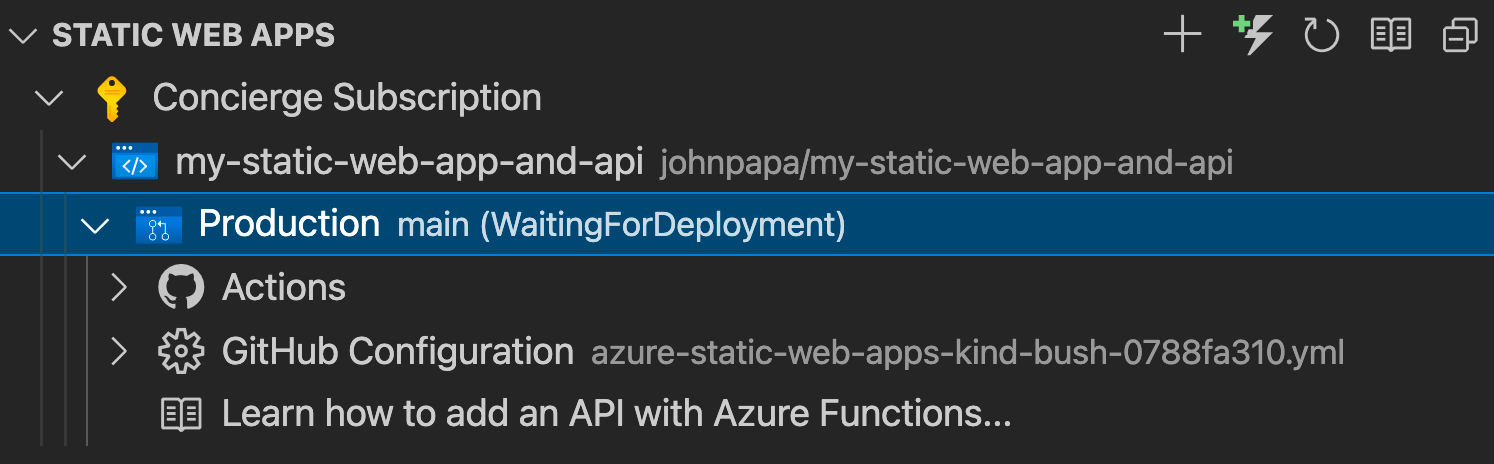 STATIC WEB APPS
Concierge Subscription
my-static-web-app-and-api johnpapa/my-static-web-app-and-api
Production main (WaitingForDeployment)
Actions
GitHub Configuration azure-static-web-apps-kind-bush-0788fa310.yml
Learn how to add an API with Azure Functions...